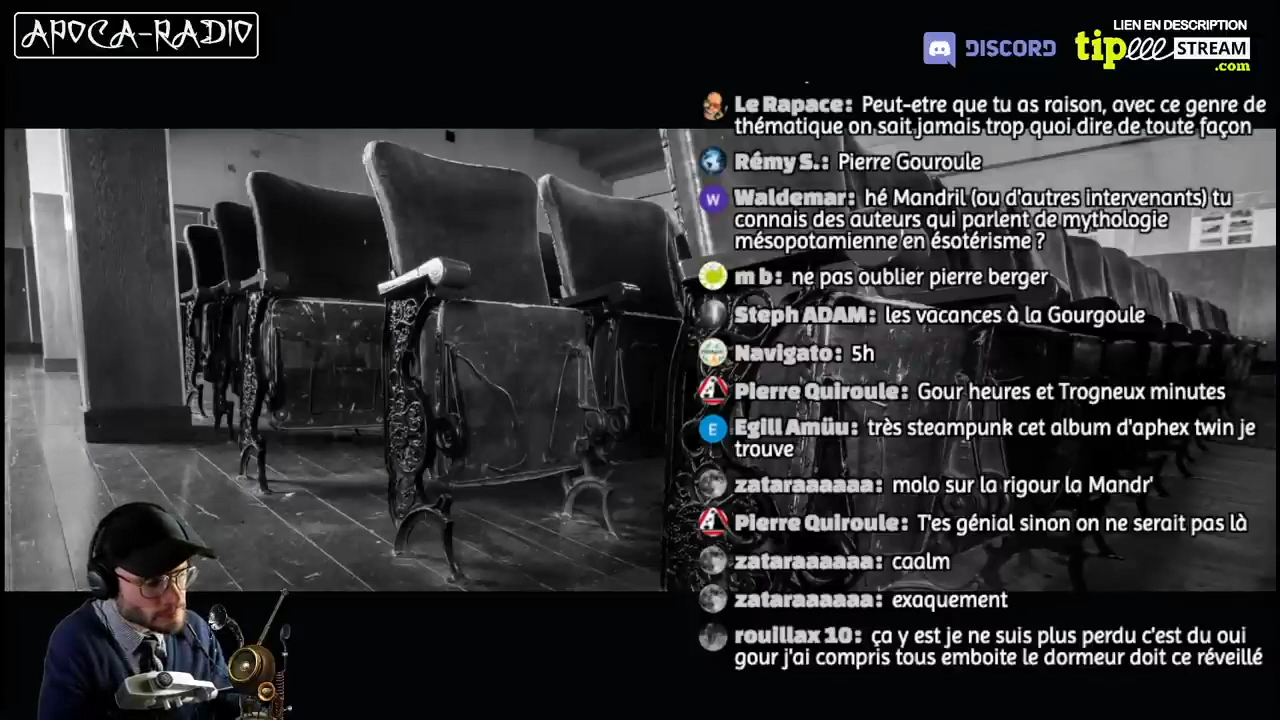 APOCA-RADIO
LIEN EN DESCRIPTION
DISCORD
tipeee STREAM
.com
Le Rapace: Peut-etre que tu as raison, avec ce genre de
thématique on sait jamais trop quoi dire de toute façon
Rémy S.: Pierre Gouroule
W
Waldemar: hé Mandril (ou d'autres intervenants) tu
connais des auteurs qui parlent de mythologie
mésopotamienne en ésotérisme ?
m b: ne pas oublier pierre berger
Steph ADAM: les vacances à la Gourgoule
Navigato: 5h
Pierre Quiroule: Gour heures et Trogneux minutes
E
Egill Amüu: très steampunk cet album d'aphex twin je
trouve
zataraaaaaa: molo sur la rigour la Mandr'
Pierre Quiroule: T'es génial sinon on ne serait pas là
zataraaaaaa: caalm
zataraaaaaa: exaquement
rouillax 10: ça y est je ne suis plus perdu c'est du oui
gour j'ai compris tous emboite le dormeur doit ce réveillé